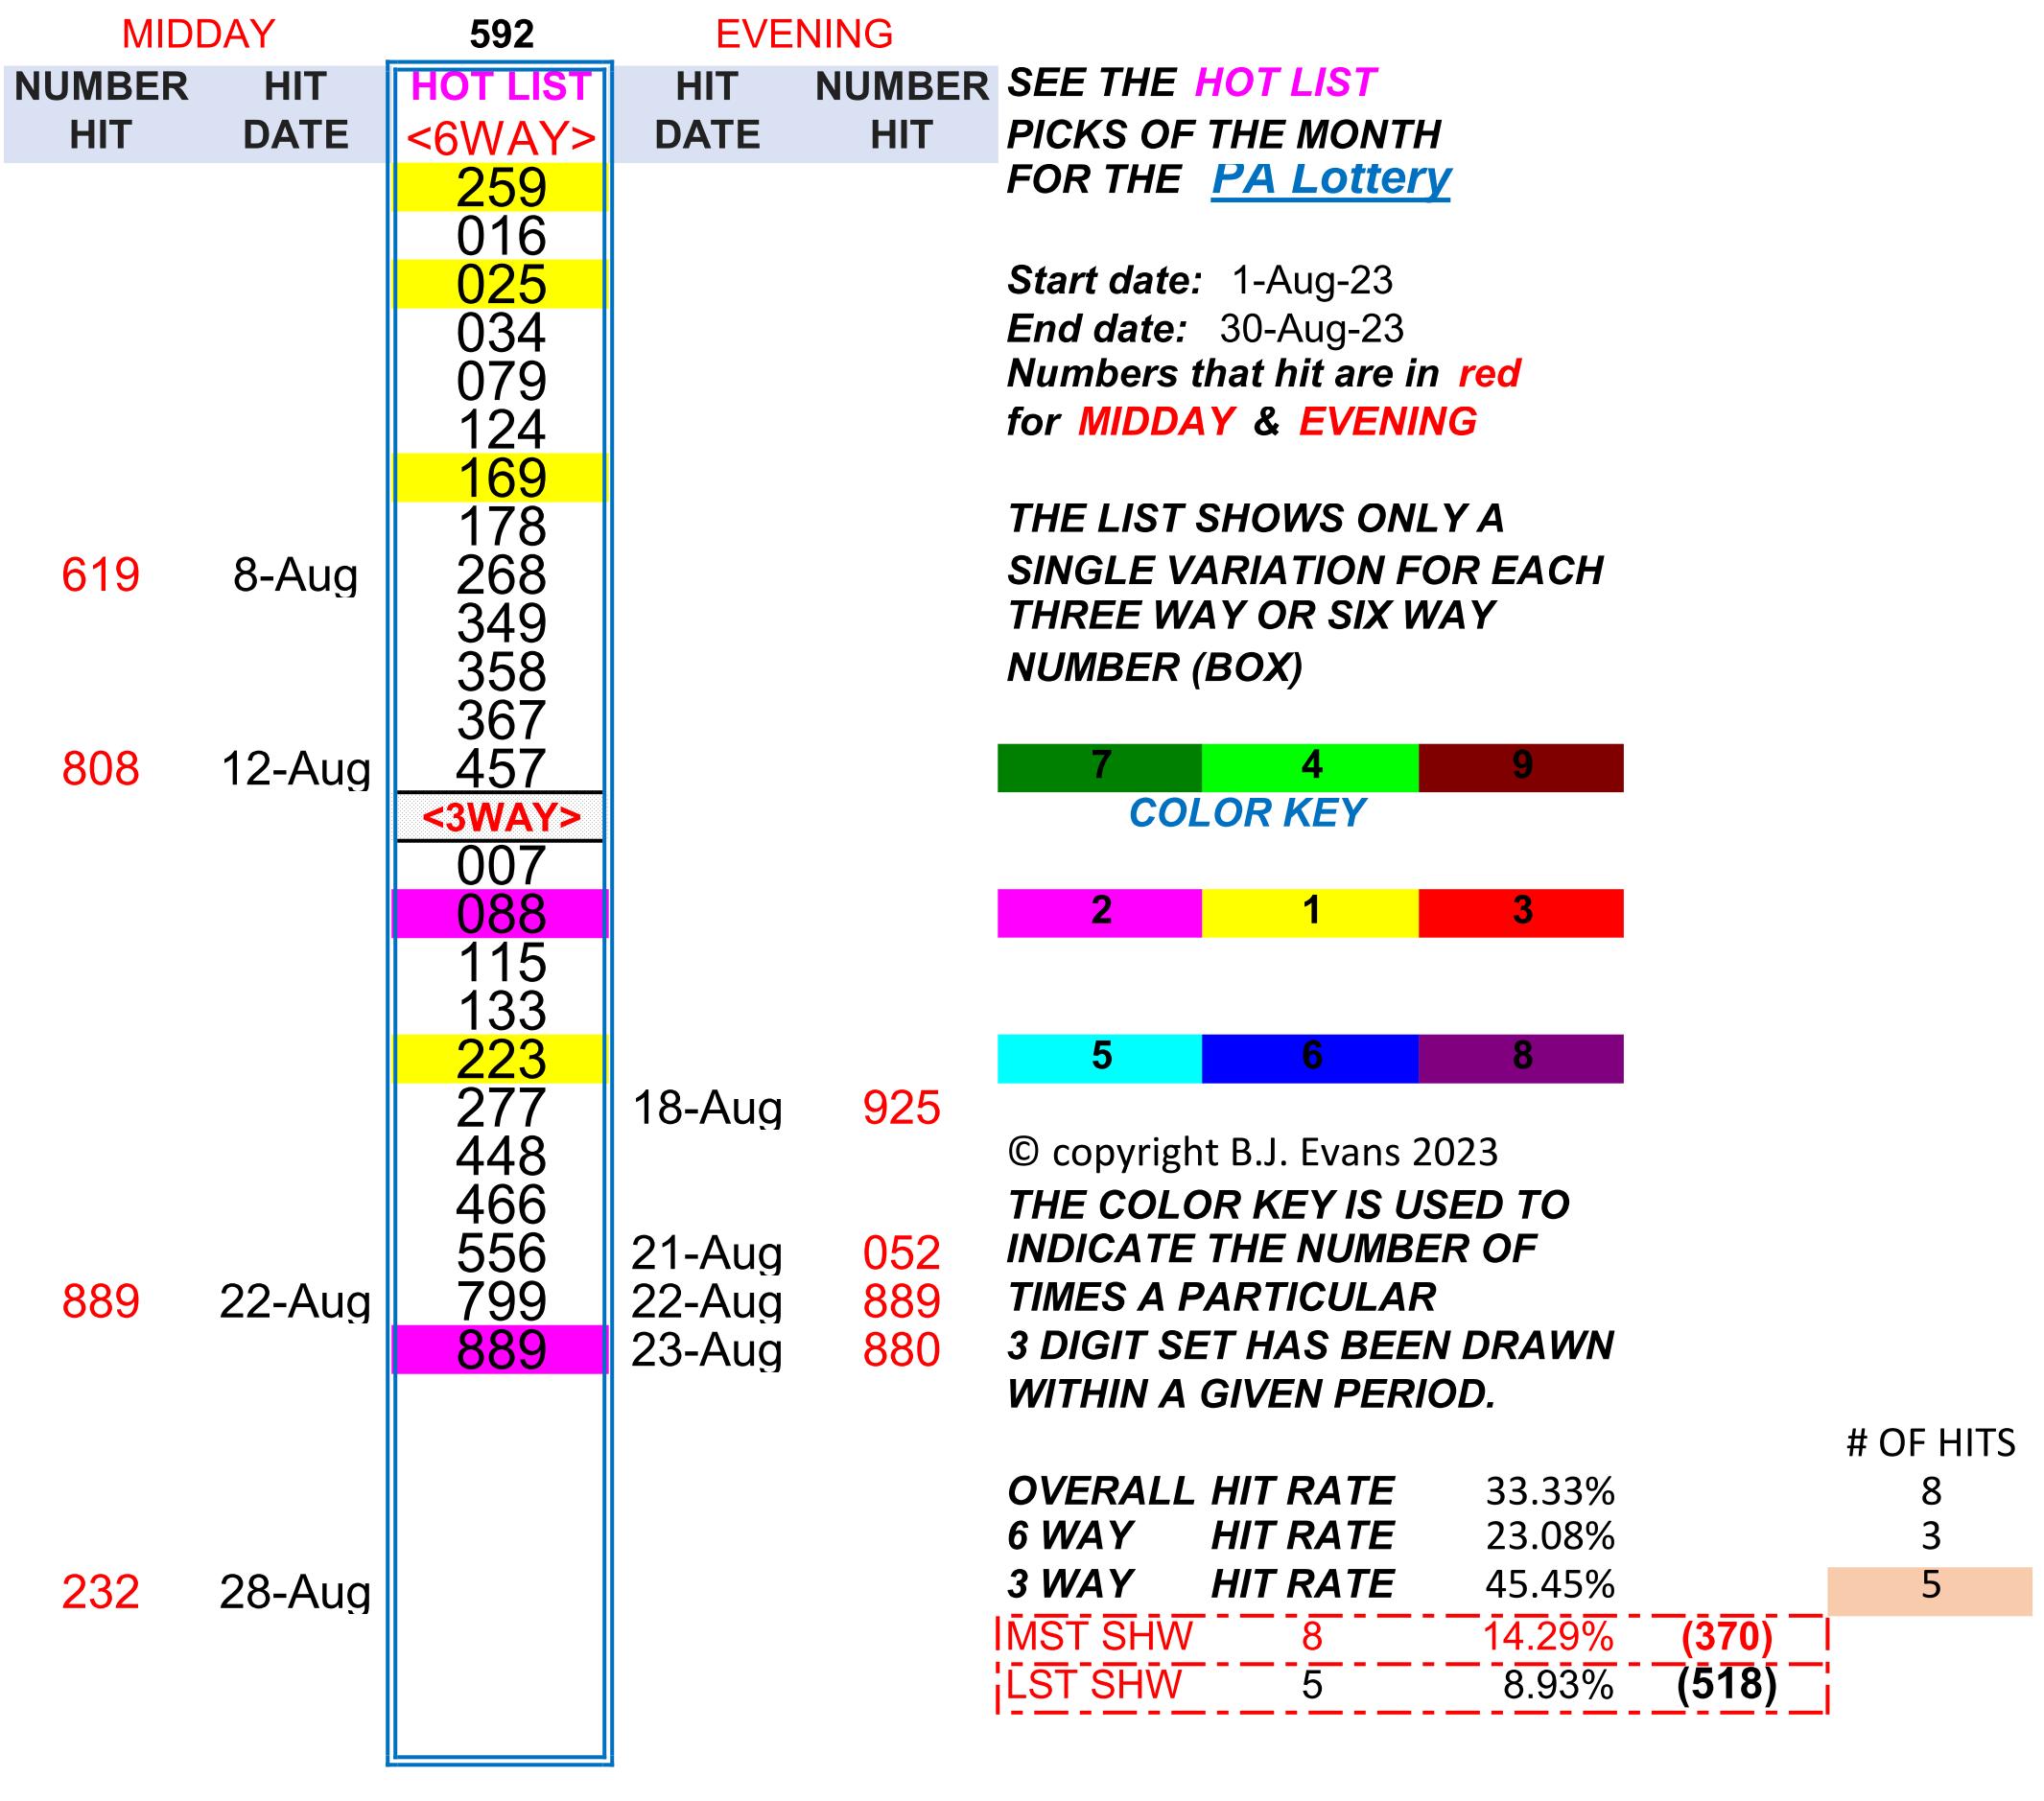 MIDDAY 592 EVENING
NUMBER HIT HOT LIST HIT NUMBER
HIT DATE <6WAY> DATE HIT
259
016
025
034
079
124
169
178
619 8-Aug 268
349
358
367
808 12-Aug 457
<3WAY>
007
088
115
133
223
277 18-Aug 925
448
466
556 21-Aug 052
889 22-Aug 799 22-Aug 889
889 23-Aug 880
232 28-Aug
SEE THE HOT LIST
PICKS OF THE MONTH
FOR THE PA Lottery
Start date: 1-Aug-23
End date: 30-Aug-23
Numbers that hit are in red
for MIDDAY & EVENING
THE LIST SHOWS ONLY A
SINGLE VARIATION FOR EACH
THREE WAY OR SIX WAY
NUMBER (BOX)
7 4 9
COLOR KEY
2 1 3
5 6 8
© copyright B.J. Evans 2023
THE COLOR KEY IS USED TO
INDICATE THE NUMBER OF
TIMES A PARTICULAR
3 DIGIT SET HAS BEEN DRAWN
WITHIN A GIVEN PERIOD.
# OF HITS
OVERALL HIT RATE 33.33% 8
6 WAY HIT RATE 23.08% 3
3 WAY HIT RATE 45.45% 5
MST SHW 8 14.29% (370)
LST SHW 5 8.93% (518)